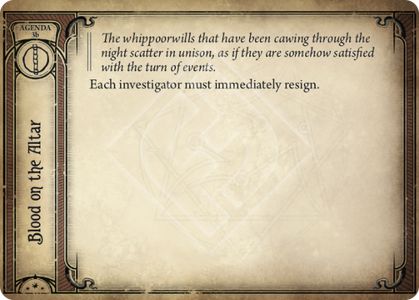 AGENDA
3b
The whippoorwills that have been cawing through the
night scatter in unison, as if they are somehow satisfied
with the turn of events.
Each investigator must immediately resign.
Blood on the Altar